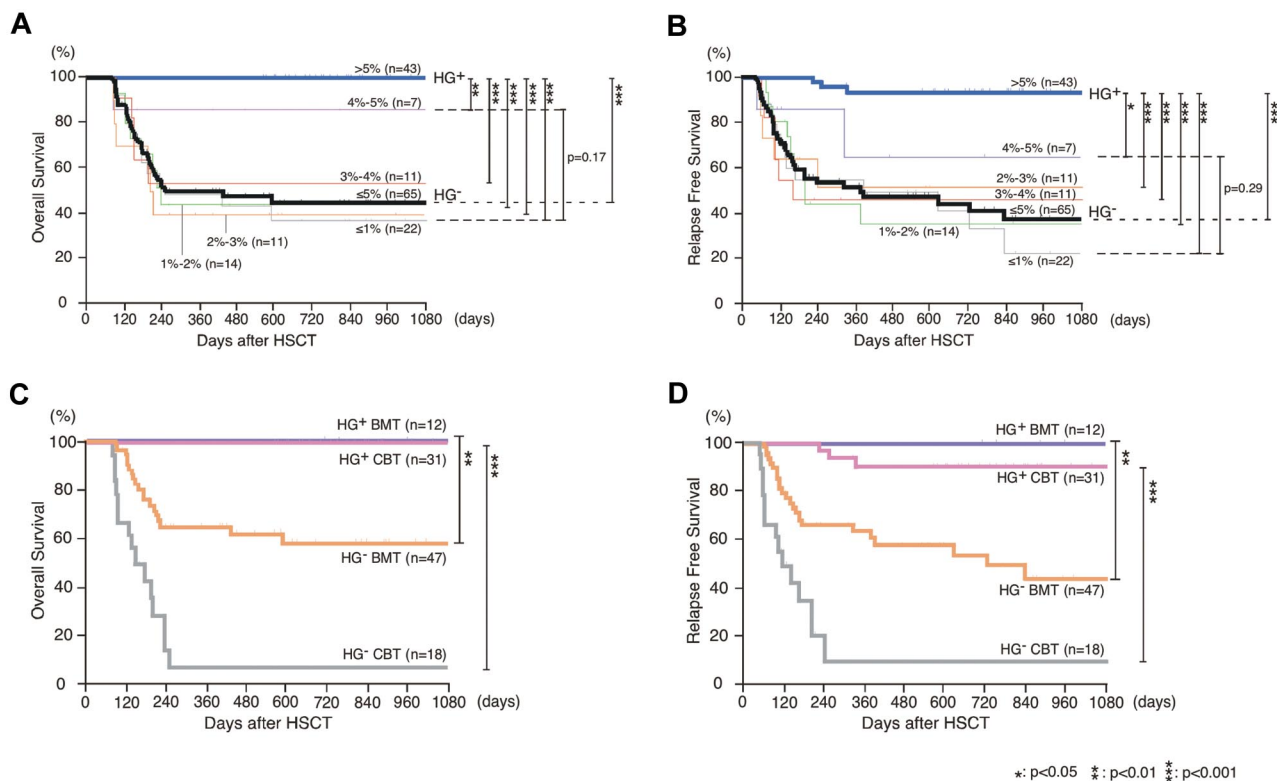 A
(%)
Overall Survival
100
80
60
40
20
0
>5% (n=43)
HG+
4%-5% (n=7)
3%-4% (n=11)
≤5% (n=65)
HG-
2%-3% (n=11)
≤1% (n=22)
1%-2% (n=14)
**
***
***
***
***
***
p=0.17
0 120 240 360 480 600 720 840 960 1080 (days)
Days after HSCT
B
(%)
Relapse Free Survival
100
80
60
40
20
0
>5% (n=43)
HG+
4%-5% (n=7)
2%-3% (n=11)
3%-4% (n=11)
≤5% (n=65)
HG-
1%-2% (n=14)
≤1% (n=22)
*
***
***
***
***
***
p=0.29
0 120 240 360 480 600 720 840 960 1080 (days)
Days after HSCT
C
(%)
Overall Survival
100
80
60
40
20
0
HG+ BMT (n=12)
HG+ CBT (n=31)
HG- BMT (n=47)
HG- CBT (n=18)
**
***
0 120 240 360 480 600 720 840 960 1080 (days)
Days after HSCT
D
(%)
Relapse Free Survival
100
80
60
40
20
0
HG+ BMT (n=12)
HG+ CBT (n=31)
HG- BMT (n=47)
HG- CBT (n=18)
**
***
0 120 240 360 480 600 720 840 960 1080 (days)
Days after HSCT
*: p<0.05 **: p<0.01 ***: p<0.001